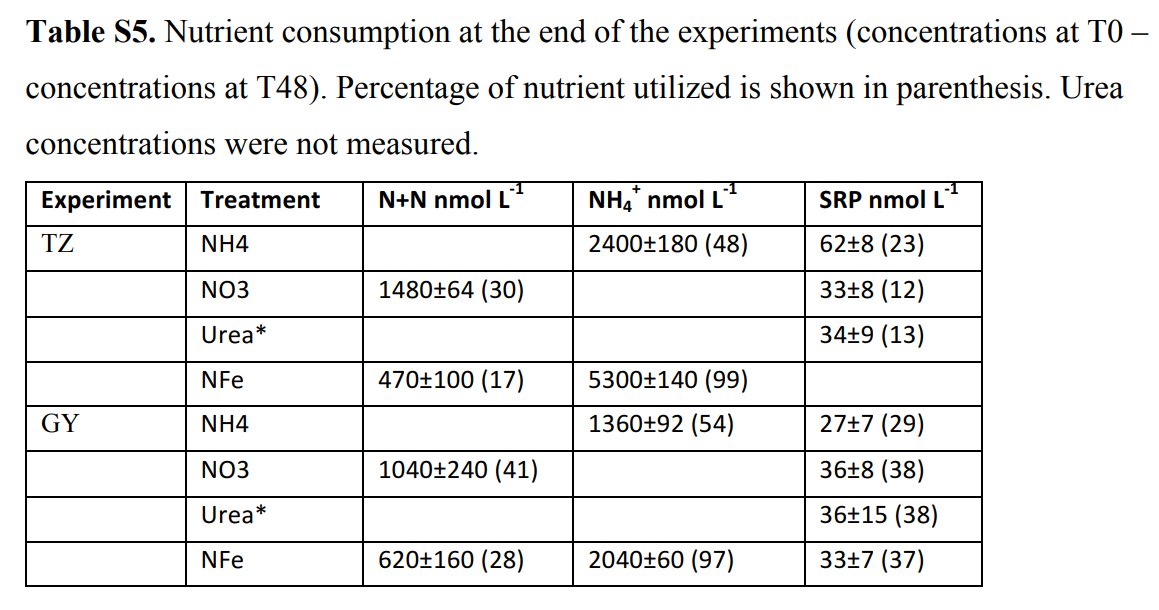 Table S5. Nutrient consumption at the end of the experiments (concentrations at T0 –
concentrations at T48). Percentage of nutrient utilized is shown in parenthesis. Urea
concentrations were not measured.
Experiment Treatment N+N nmol L-1 NH4+ nmol L-1 SRP nmol L-1
TZ NH4 2400±180 (48) 62±8 (23)
NO3 1480±64 (30) 33±8 (12)
Urea* 34±9 (13)
NFe 470±100 (17) 5300±140 (99)
GY NH4 1360±92 (54) 27±7 (29)
NO3 1040±240 (41) 36±8 (38)
Urea* 36±15 (38)
NFe 620±160 (28) 2040±60 (97) 33±7 (37)